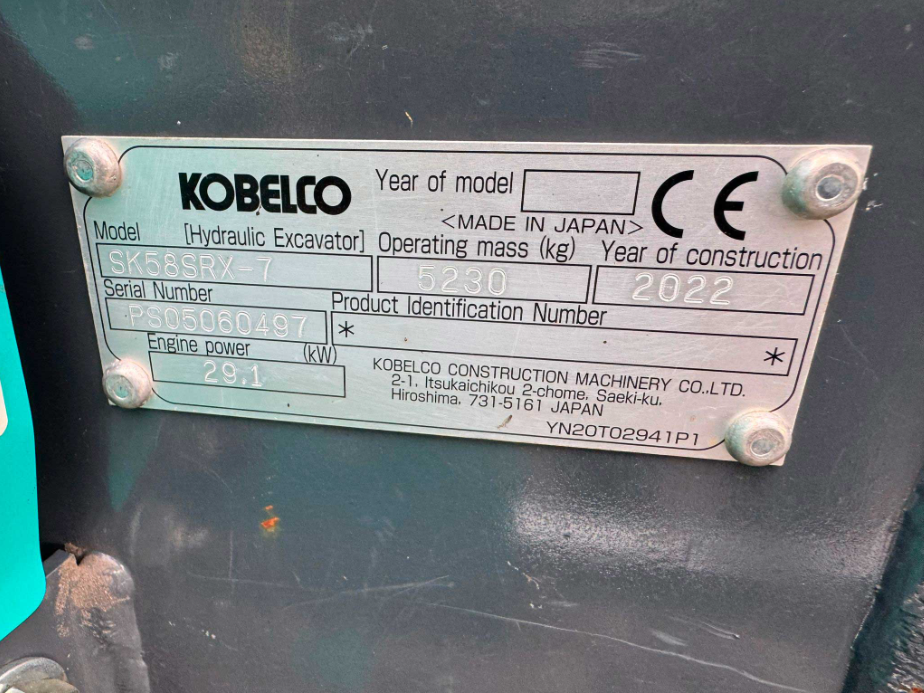 KOBELCO
Year of model
CE
<MADE IN JAPAN>
Model [Hydraulic Excavator]
SK58SRX-7
Operating mass (kg)
5230
Year of construction
2022
Serial Number
PS05060497
Product Identification Number
* *
Engine power (kW)
29.1
KOBELCO CONSTRUCTION MACHINERY CO.,LTD.
2-1, Itsukaichikou 2-chome, Saeki-ku,
Hiroshima, 731-5161 JAPAN
YN20T02941P1